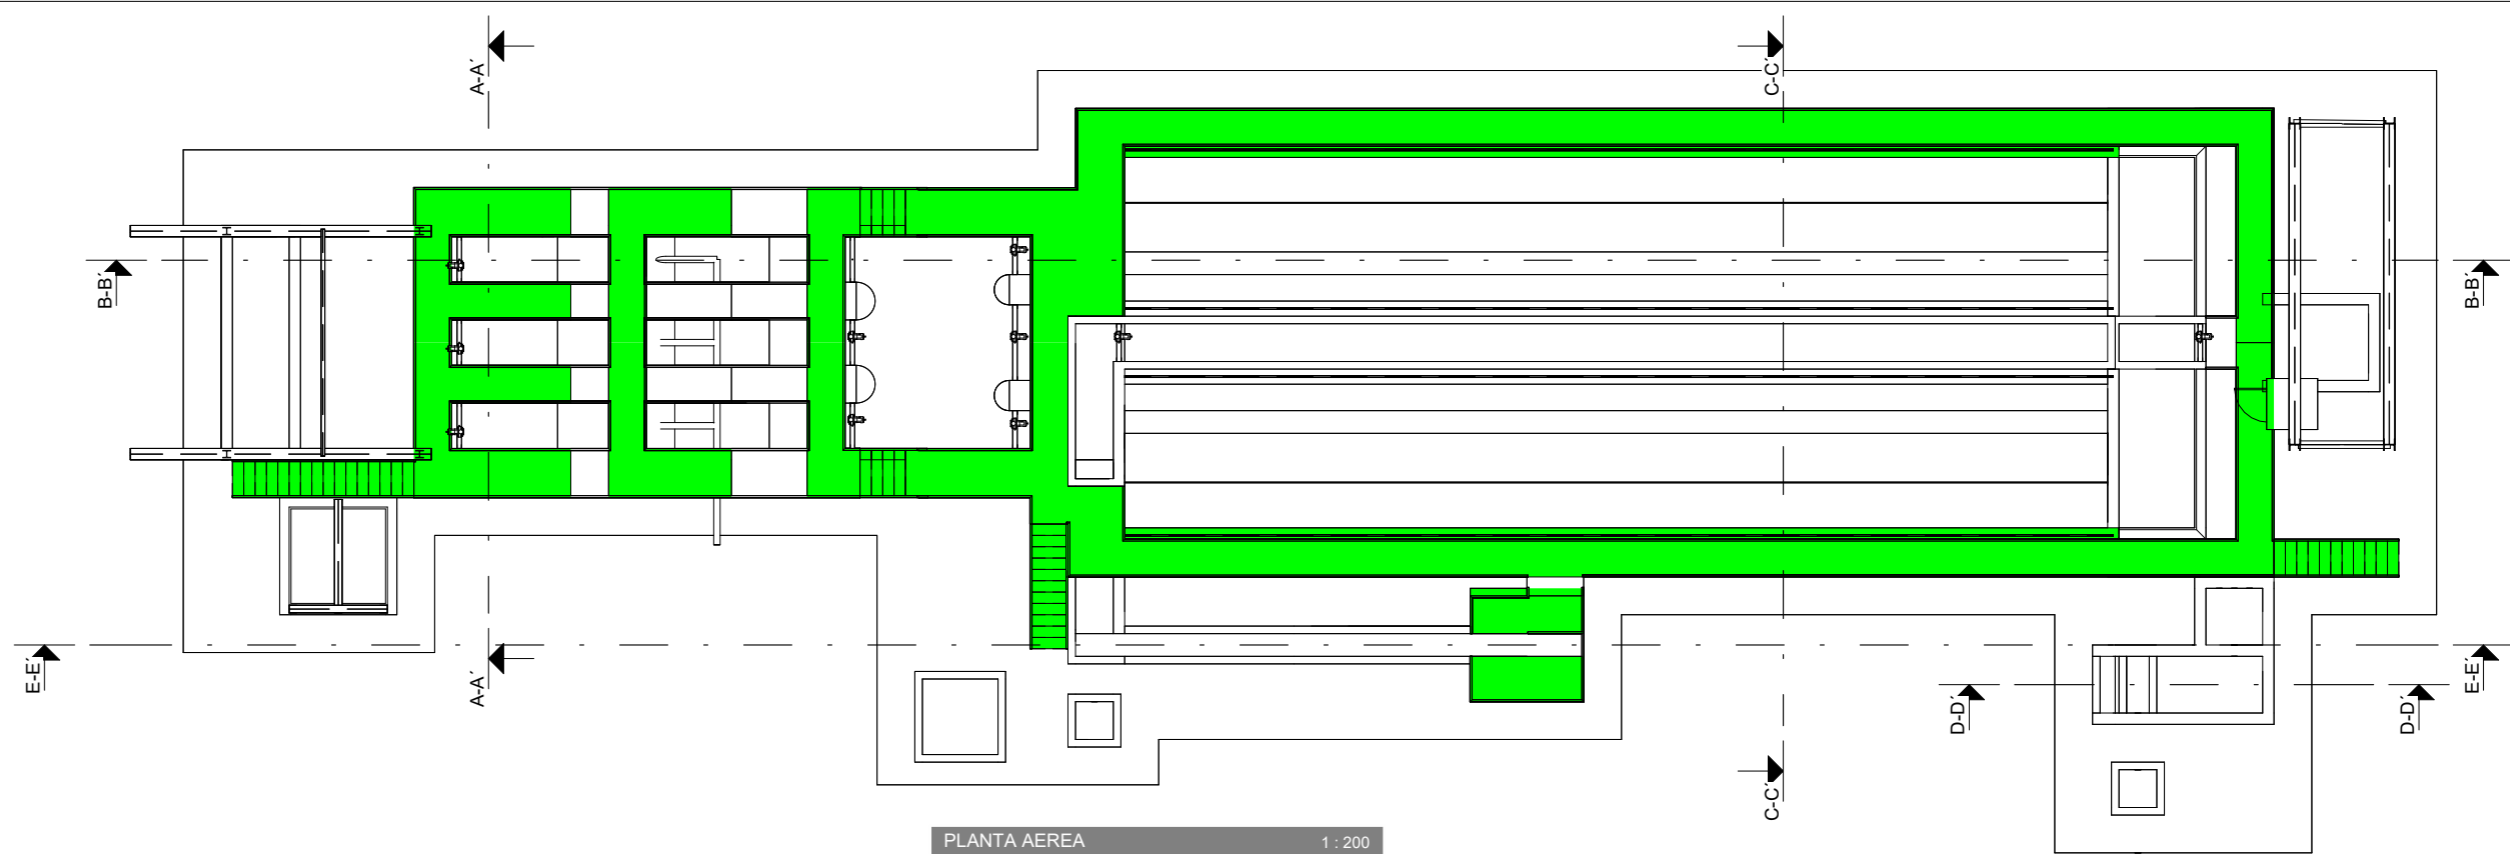 A-A´
C-C´
B-B´
B-B´
E-E´
A-A´
D-D´
D-D´
E-E´
C-C´
PLANTA AEREA 1 : 200